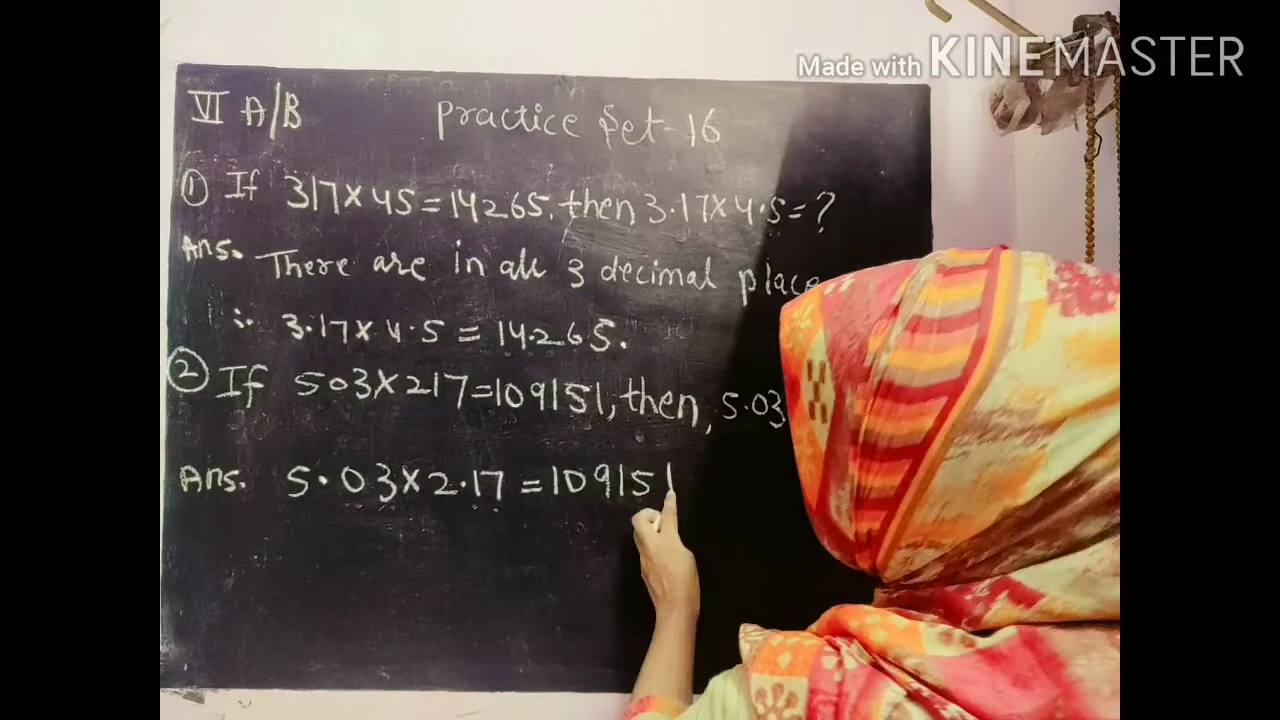 Made with KINEMASTER
VI A/B Practice Set-16
① If 317×45=14265, then 3.17×4.5=?
Ans. There are in all 3 decimal place
∴ 3.17×4.5=14.265.
② If 503×217=109151, then, 5.03
Ans. 5.03×2.17=109151